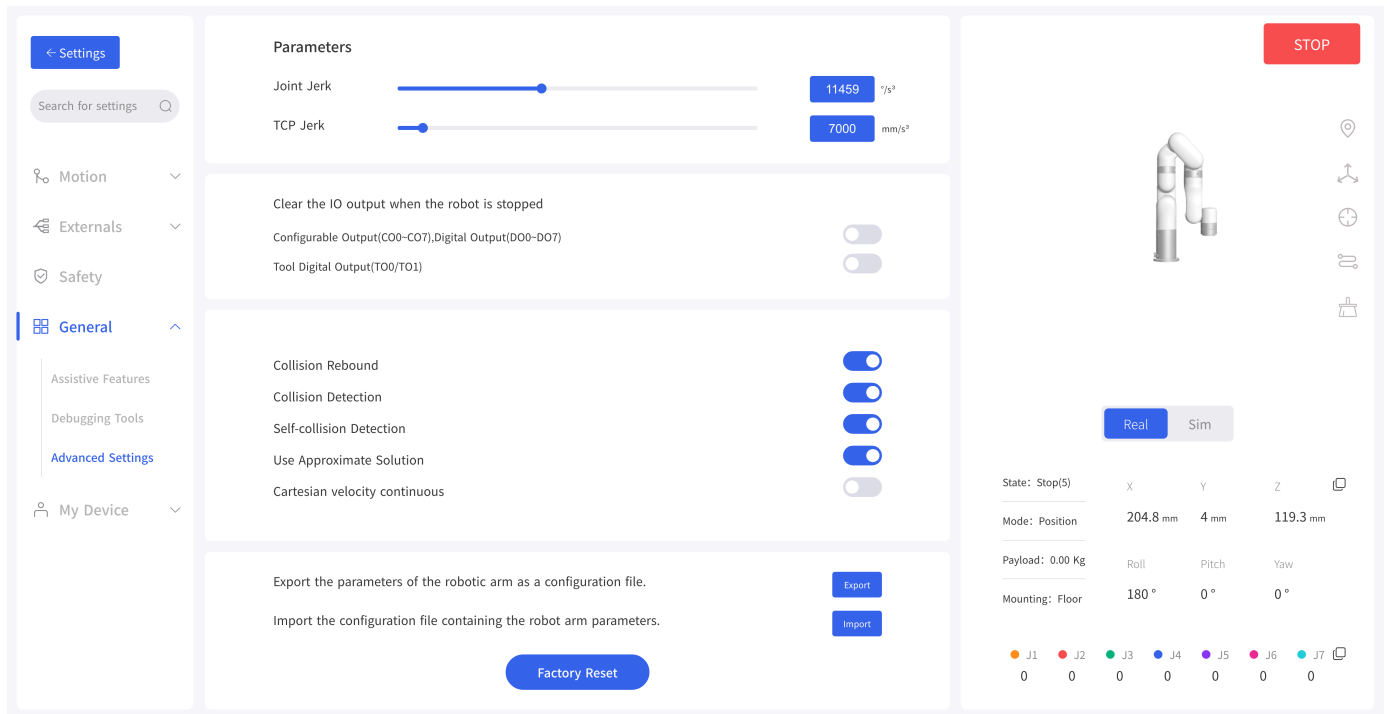 ← Settings
Search for settings
Motion
Externals
Safety
General
Assistive Features
Debugging Tools
Advanced Settings
My Device
Parameters
Joint Jerk 11459 °/s³
TCP Jerk 7000 mm/s³
Clear the IO output when the robot is stopped
Configurable Output(CO0~CO7),Digital Output(DO0~DO7)
Tool Digital Output(TO0/TO1)
Collision Rebound
Collision Detection
Self-collision Detection
Use Approximate Solution
Cartesian velocity continuous
Export the parameters of the robotic arm as a configuration file. Export
Import the configuration file containing the robot arm parameters. Import
Factory Reset
STOP
Real Sim
State: Stop(5)
Mode: Position
Payload: 0.00 Kg
Mounting: Floor
X Y Z
204.8 mm 4 mm 119.3 mm
Roll Pitch Yaw
180 ° 0 ° 0 °
J1 J2 J3 J4 J5 J6 J7
0 0 0 0 0 0 0